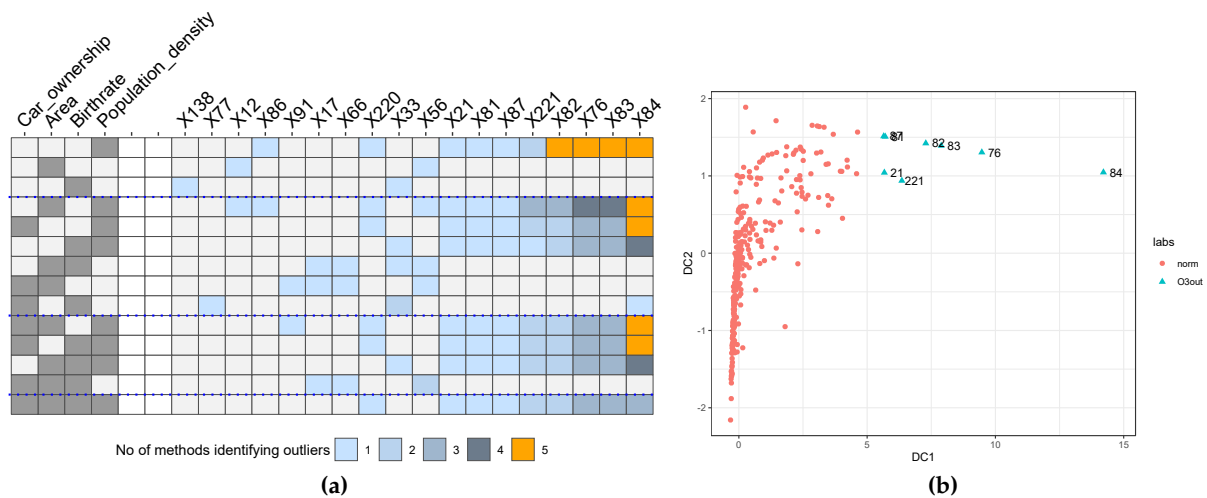 Car_ownership
Area
Birthrate
Population_density
X138
X77
X12
X86
X91
X17
X66
X220
X33
X56
X21
X81
X87
X221
X82
X76
X83
X84
No of methods identifying outliers 1 2 3 4 5
(a)
2
1
0
-1
-2
DC2
87
82
83
76
21
221
84
0 5 10 15
DC1
labs
norm
O3out
(b)